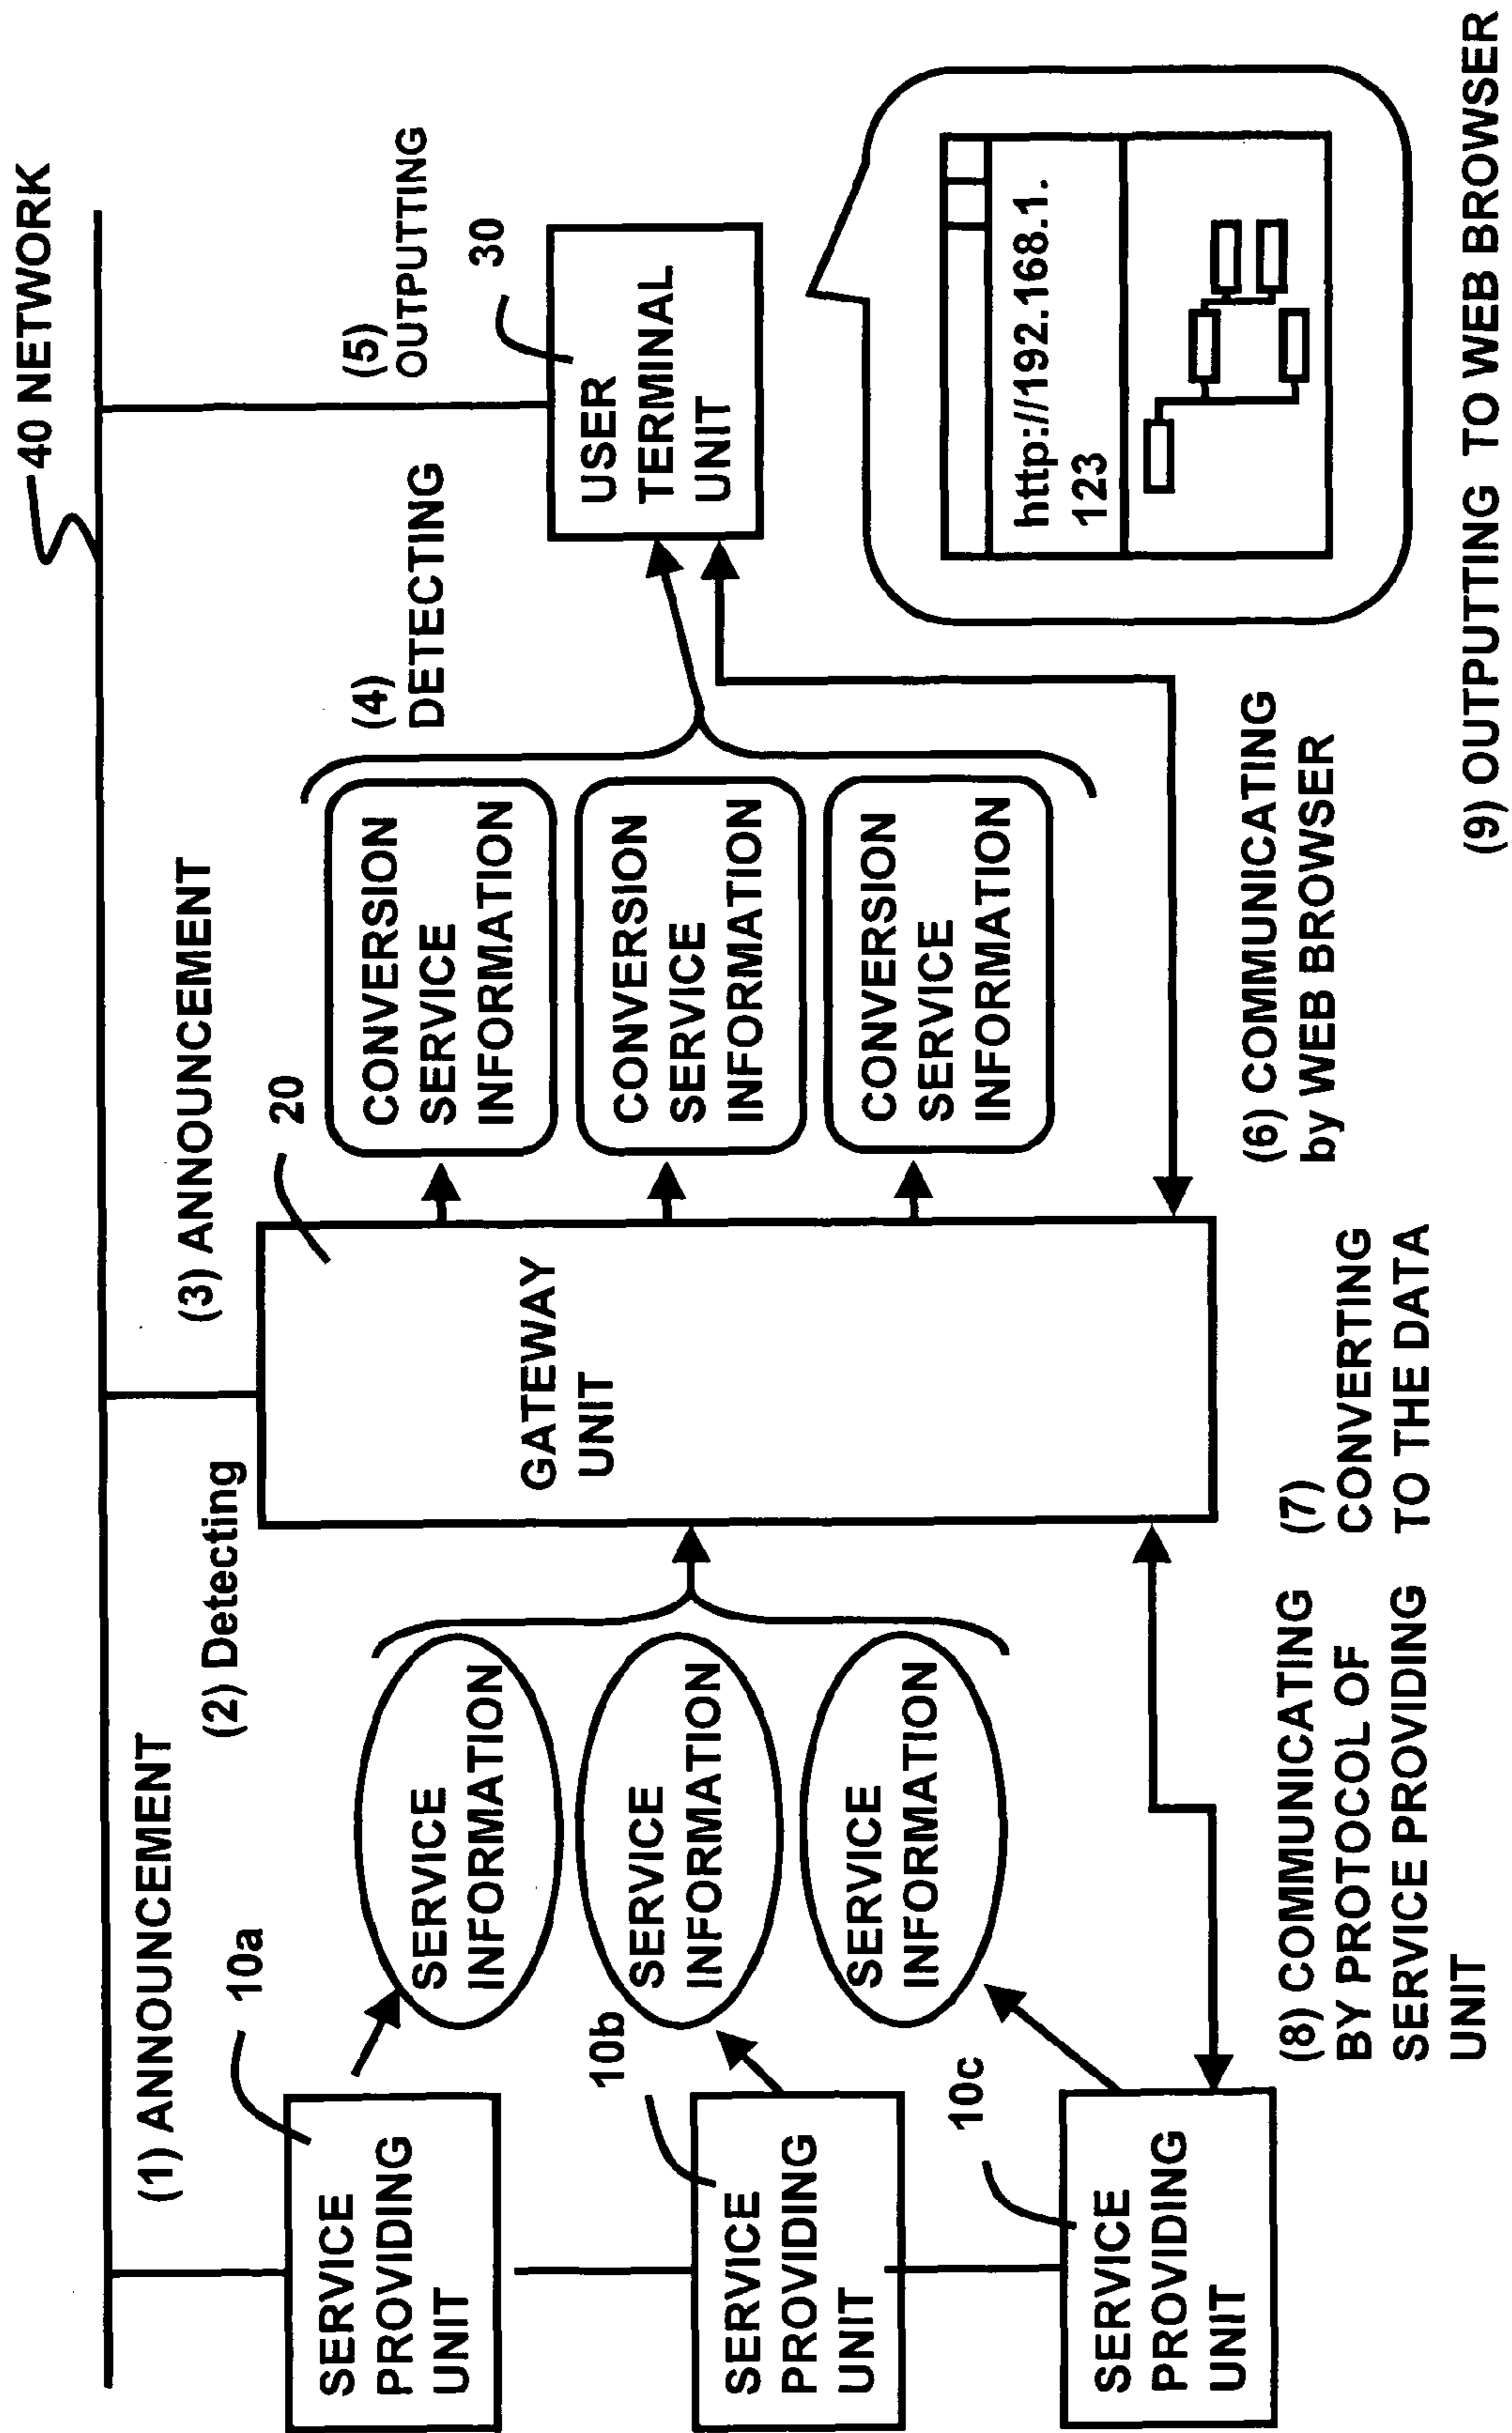 40 NETWORK
(1) ANNOUNCEMENT
(2) Detecting
(3) ANNOUNCEMENT
(4)
DETECTING
(5)
OUTPUTTING
10a
SERVICE
PROVIDING
UNIT
10b
SERVICE
PROVIDING
UNIT
10c
SERVICE
PROVIDING
UNIT
SERVICE
INFORMATION
SERVICE
INFORMATION
SERVICE
INFORMATION
20
GATEWAY
UNIT
CONVERSION
SERVICE
INFORMATION
CONVERSION
SERVICE
INFORMATION
CONVERSION
SERVICE
INFORMATION
30
USER
TERMINAL
UNIT
http://192.168.1.
123
(6) COMMUNICATING
by WEB BROWSER
(7)
CONVERTING
TO THE DATA
(8) COMMUNICATING
BY PROTOCOL OF
SERVICE PROVIDING
UNIT
(9) OUTPUTTING TO WEB BROWSER